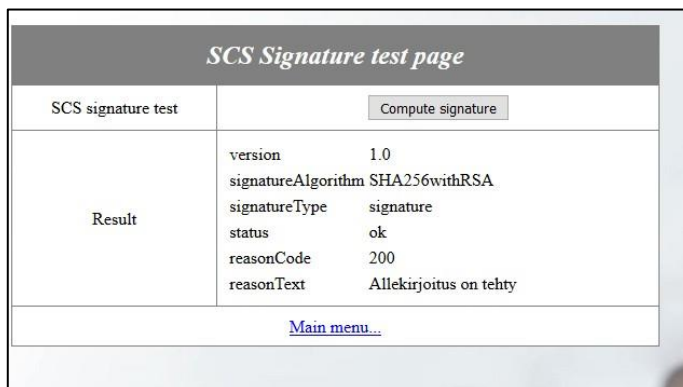 SCS Signature test page
SCS signature test
Compute signature
Result
version 1.0
signatureAlgorithm SHA256withRSA
signatureType signature
status ok
reasonCode 200
reasonText Allekirjoitus on tehty
Main menu...